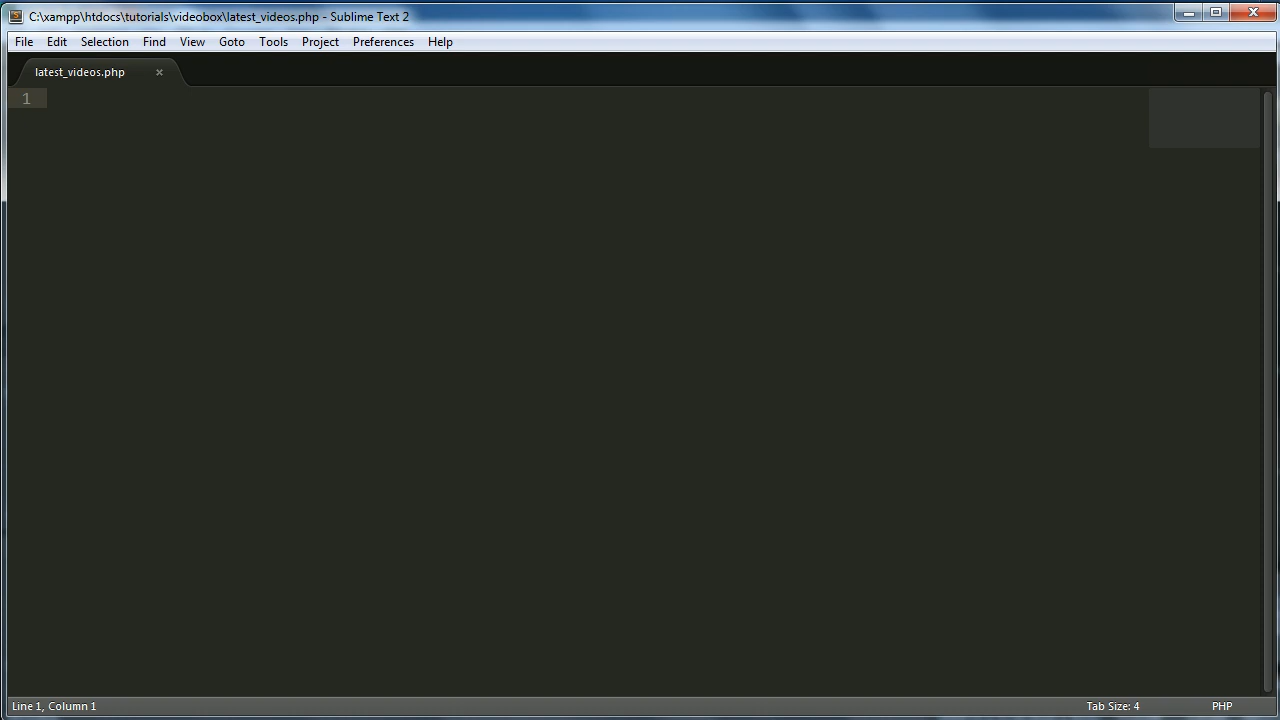 C:\xampp\htdocs\tutorials\videobox\latest_videos.php - Sublime Text 2
File Edit Selection Find View Goto Tools Project Preferences Help
latest_videos.php ×
1
Line 1, Column 1 Tab Size: 4 PHP